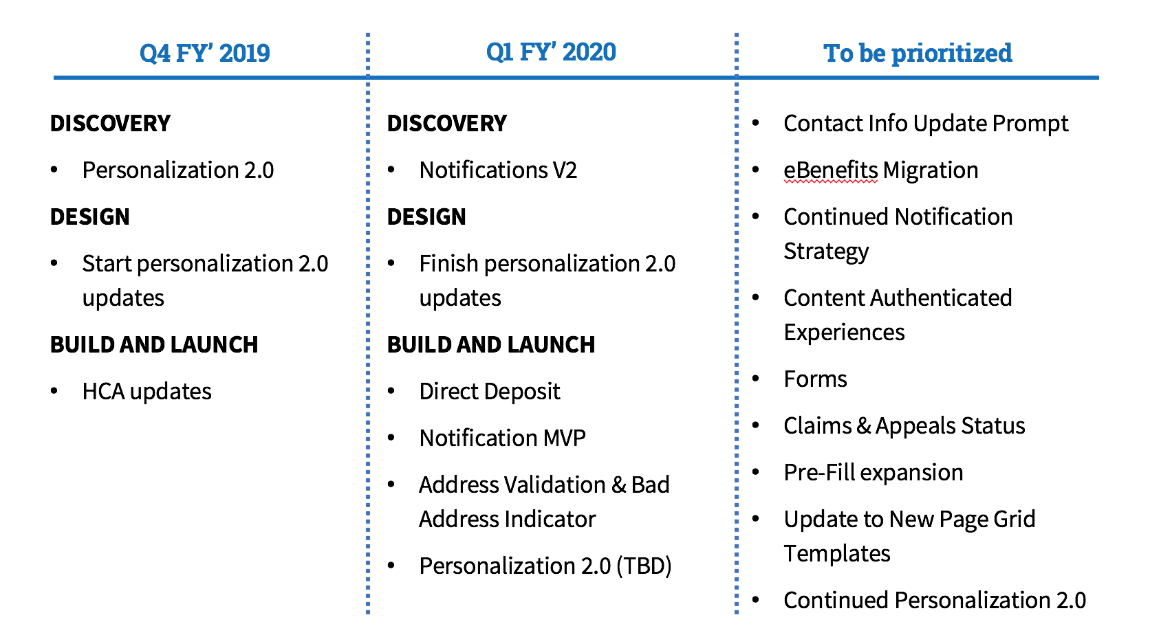 Q4 FY’ 2019
DISCOVERY
• Personalization 2.0
DESIGN
• Start personalization 2.0
updates
BUILD AND LAUNCH
• HCA updates
Q1 FY’ 2020
DISCOVERY
• Notifications V2
DESIGN
• Finish personalization 2.0
updates
BUILD AND LAUNCH
• Direct Deposit
• Notification MVP
• Address Validation & Bad
Address Indicator
• Personalization 2.0 (TBD)
To be prioritized
• Contact Info Update Prompt
• eBenefits Migration
• Continued Notification
Strategy
• Content Authenticated
Experiences
• Forms
• Claims & Appeals Status
• Pre-Fill expansion
• Update to New Page Grid
Templates
• Continued Personalization 2.0